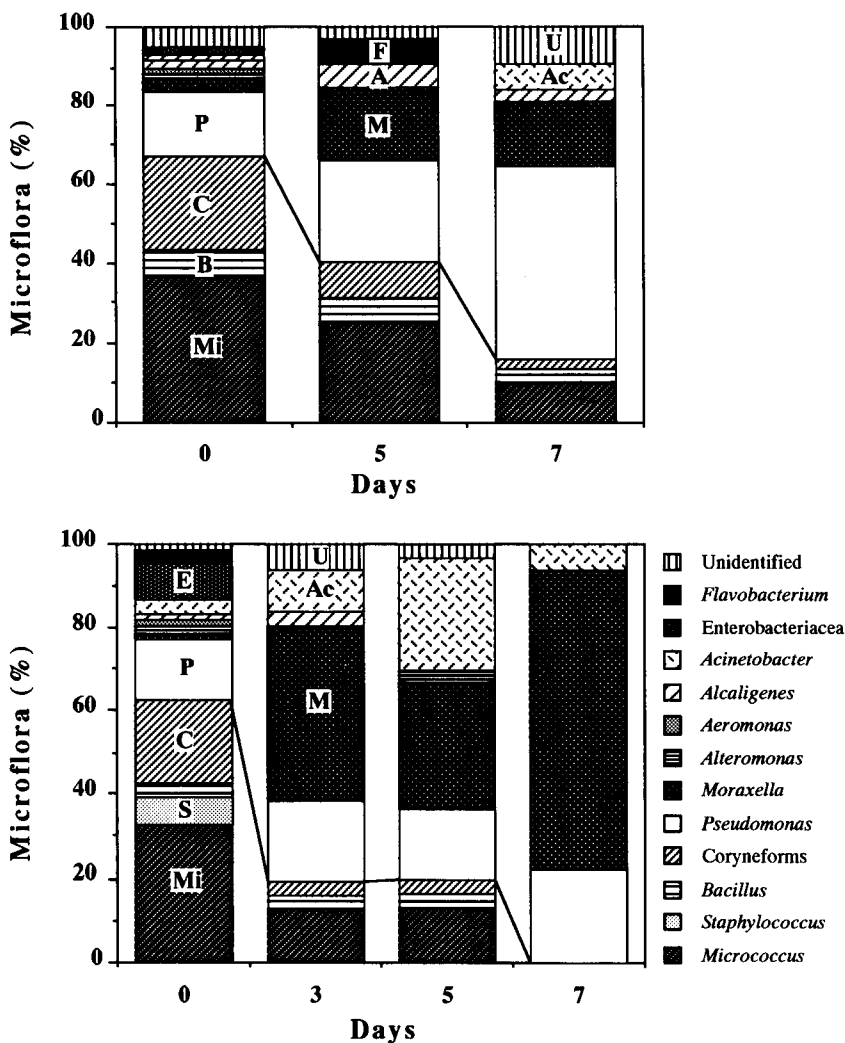 Microflora (%)
100
80
60
40
20
0
P
C
B
Mi
F
A
M
U
Ac
0 5 7
Days
Microflora (%)
100
80
60
40
20
0
E
P
C
S
Mi
U
Ac
M
0 3 5 7
Days
Unidentified
Flavobacterium
Enterobacteriacea
Acinetobacter
Alcaligenes
Aeromonas
Alteromonas
Moraxella
Pseudomonas
Coryneforms
Bacillus
Staphylococcus
Micrococcus